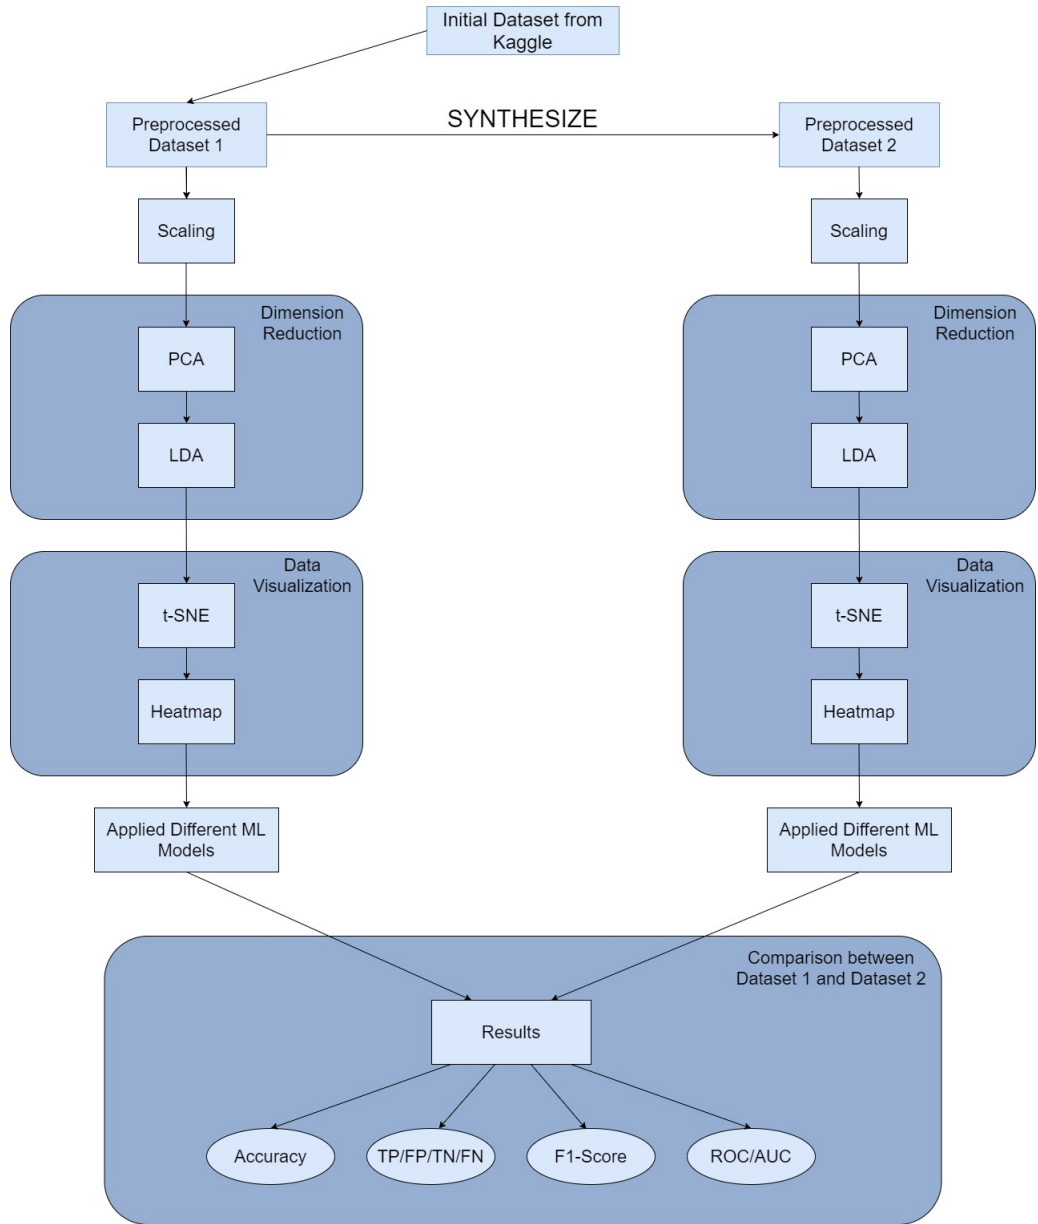 Initial Dataset from
Kaggle
SYNTHESIZE
Preprocessed
Dataset 1
Preprocessed
Dataset 2
Scaling
Scaling
Dimension
Reduction
Dimension
Reduction
PCA
PCA
LDA
LDA
Data
Visualization
Data
Visualization
t-SNE
t-SNE
Heatmap
Heatmap
Applied Different ML
Models
Applied Different ML
Models
Comparison between
Dataset 1 and Dataset 2
Results
Accuracy
TP/FP/TN/FN
F1-Score
ROC/AUC